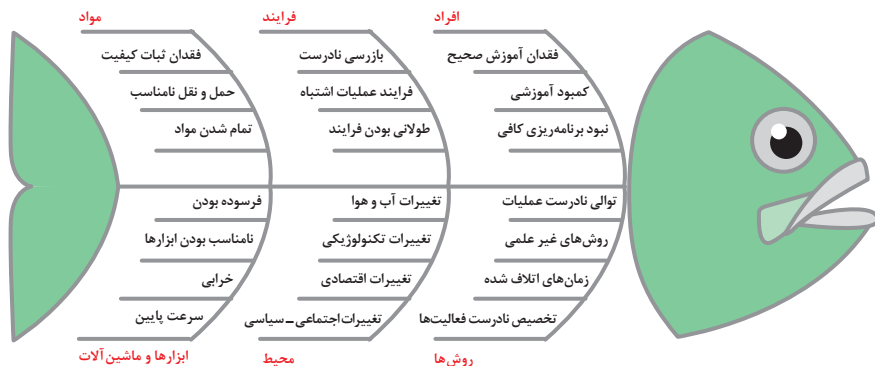 افراد
فرایند
مواد
فقدان آموزش صحیح
بازرسی نادرست
فقدان ثبات کیفیت
کمبود آموزشی
فرایند عملیات اشتباه
حمل و نقل نامناسب
نبود برنامه‌ریزی کافی
طولانی بودن فرایند
تمام شدن مواد
توالی نادرست عملیات
تغییرات آب و هوا
فرسوده بودن
روش‌های غیر علمی
تغییرات تکنولوژیکی
نامناسب بودن ابزارها
زمان‌های اتلاف شده
تغییرات اقتصادی
خرابی
تخصیص نادرست فعالیت‌ها
تغییرات اجتماعی – سیاسی
سرعت پایین
روش‌ها
محیط
ابزارها و ماشین آلات